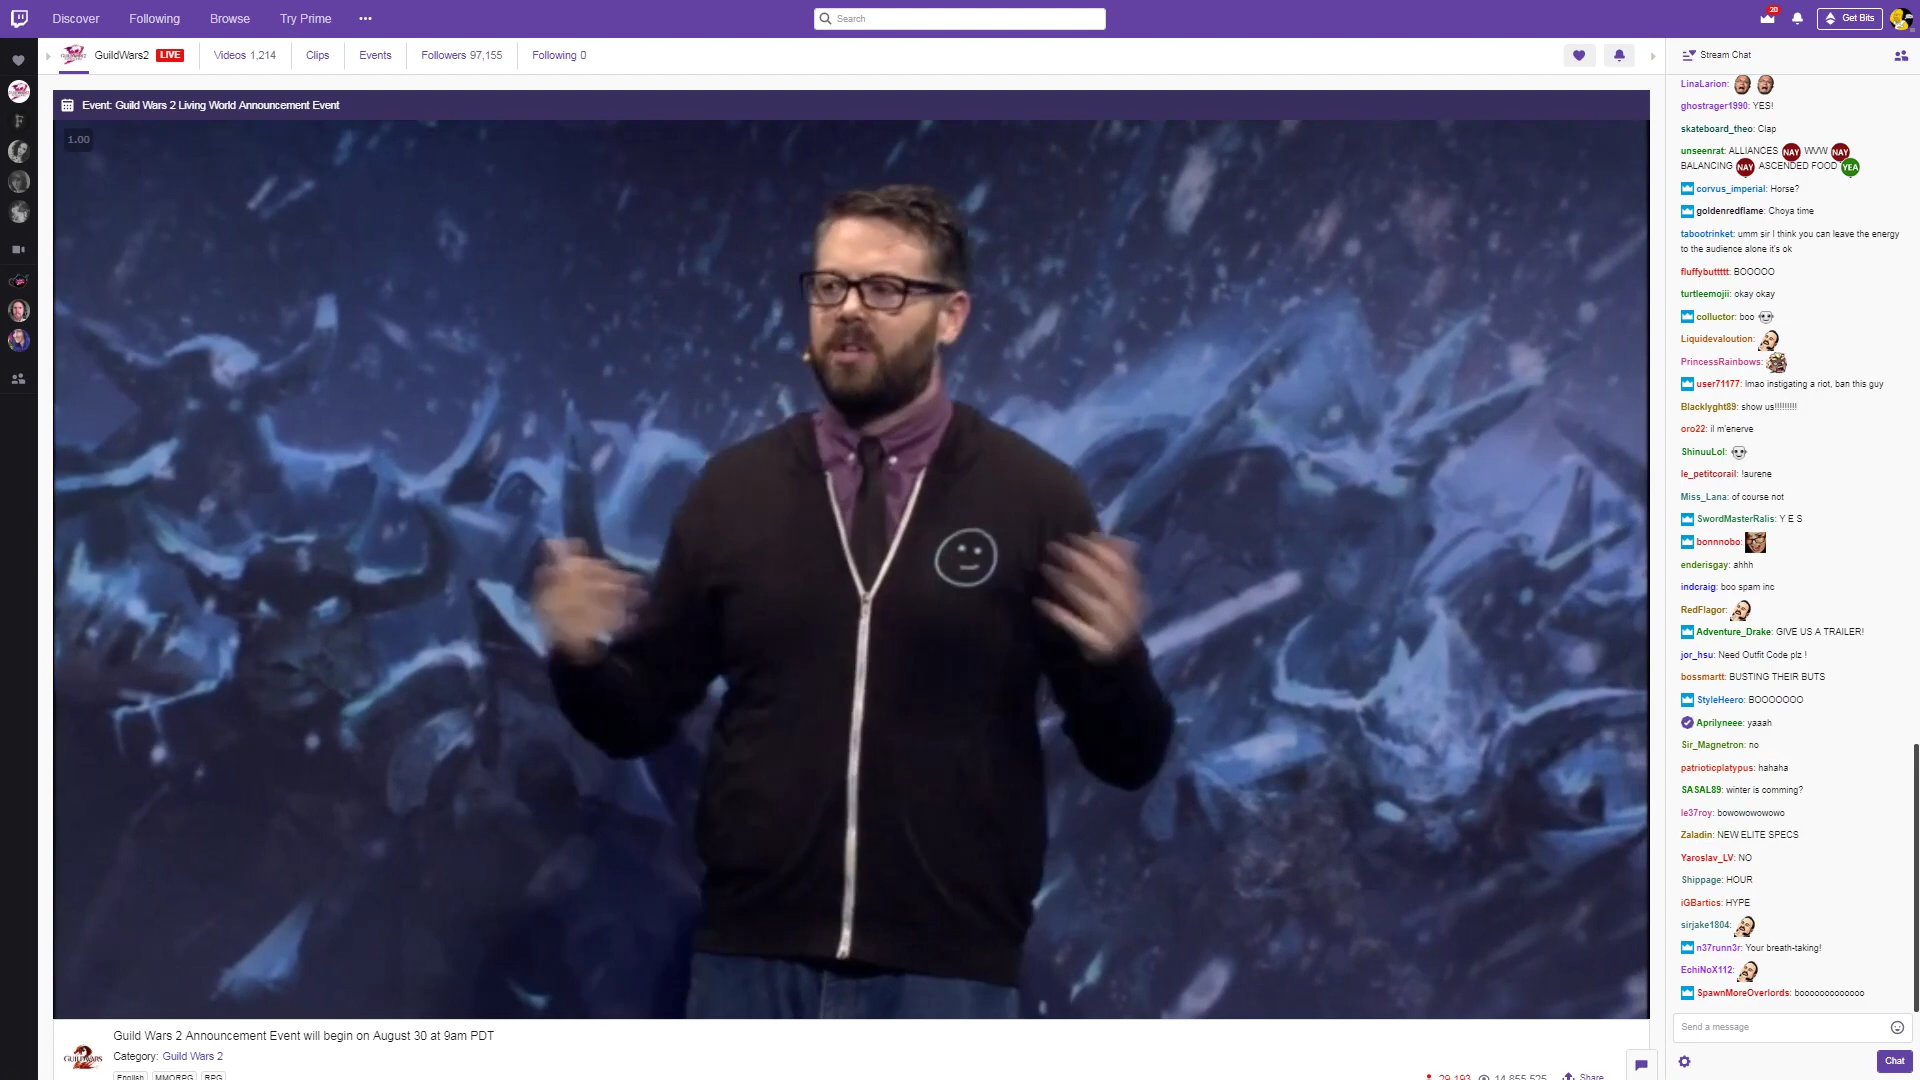 Discover
Following
Browse
Try Prime
Search
20
Get Bits
GuildWars2 LIVE
Videos 1,214
Clips
Events
Followers 97,155
Following 0
Event: Guild Wars 2 Living World Announcement Event
1.00
Guild Wars 2 Announcement Event will begin on August 30 at 9am PDT
GUILDWARS
Category: Guild Wars 2
English MMORPG RPG
29,193 14,855,525 Share
Stream Chat
LinaLarion:
ghostrager1990: YES!
skateboard_theo: Clap
unseenrat: ALLIANCES NAY WVW NAY
BALANCING NAY ASCENDED FOOD YEA
corvus_imperial: Horse?
goldenredflame: Choya time
tabootrinket: umm sir I think you can leave the energy
to the audience alone it's ok
fluffybuttttt: BOOOOO
turtleemojii: okay okay
colluctor: boo
Liquidevaloution:
PrincessRainbows:
user71177: lmao instigating a riot, ban this guy
Blacklyght89: show us!!!!!!!!!
oro22: il m'enerve
ShinuuLol:
le_petitcorail: !aurene
Miss_Lana: of course not
SwordMasterRalis: Y E S
bonnnobo:
enderisgay: ahhh
indcraig: boo spam inc
RedFlagor:
Adventure_Drake: GIVE US A TRAILER!
jor_hsu: Need Outfit Code plz !
bossmartt: BUSTING THEIR BUTS
StyleHeero: BOOOOOOO
Aprilyneee: yaaah
Sir_Magnetron: no
patrioticplatypus: hahaha
SASAL89: winter is comming?
le37roy: bowowowowowo
Zaladin: NEW ELITE SPECS
Yaroslav_LV: NO
Shippage: HOUR
iGBartics: HYPE
sirjake1804:
n37runn3r: Your breath-taking!
EchiNoX112:
SpawnMoreOverlords: booooooooooooo
Send a message
Chat